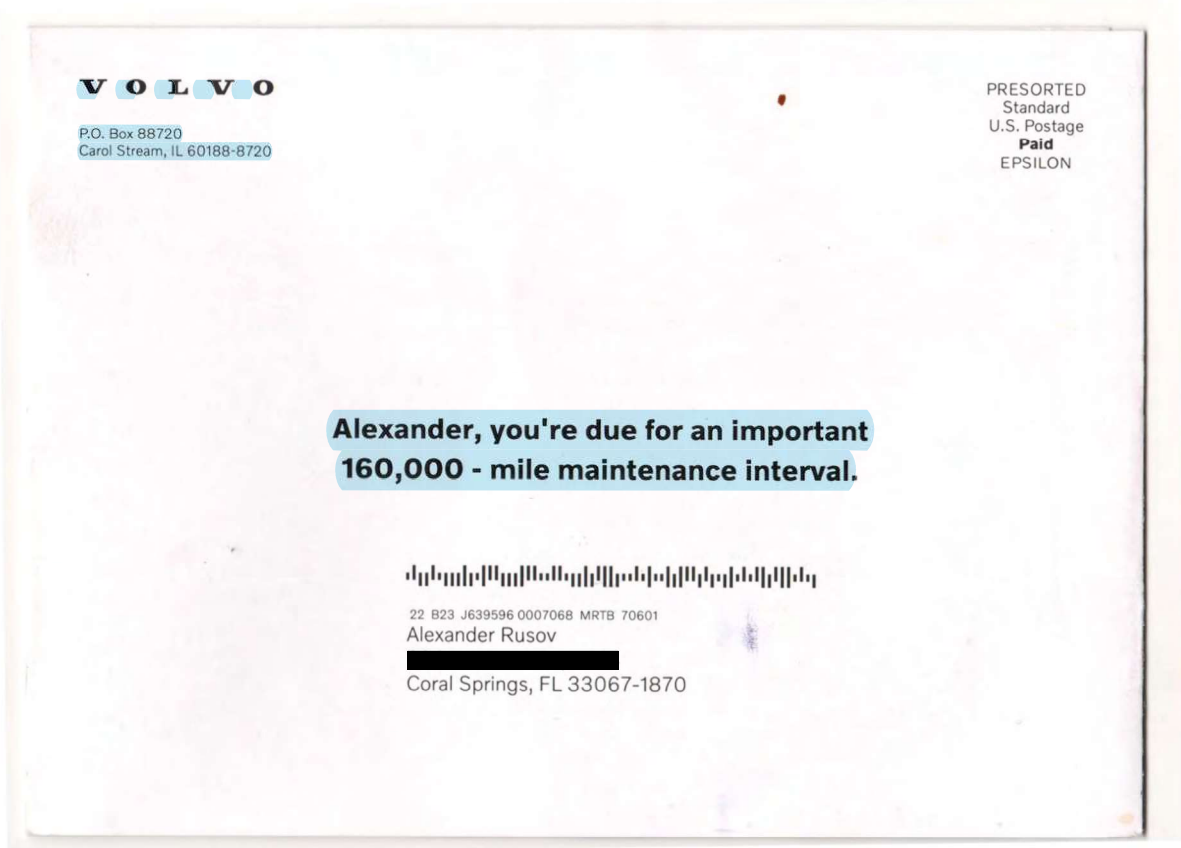 VOLVO
P.O. Box 88720
Carol Stream, IL 60188-8720
PRESORTED
Standard
U.S. Postage
Paid
EPSILON
Alexander, you're due for an important
160,000 - mile maintenance interval.
22 B23 J639596 0007068 MRTB 70601
Alexander Rusov
Coral Springs, FL 33067-1870